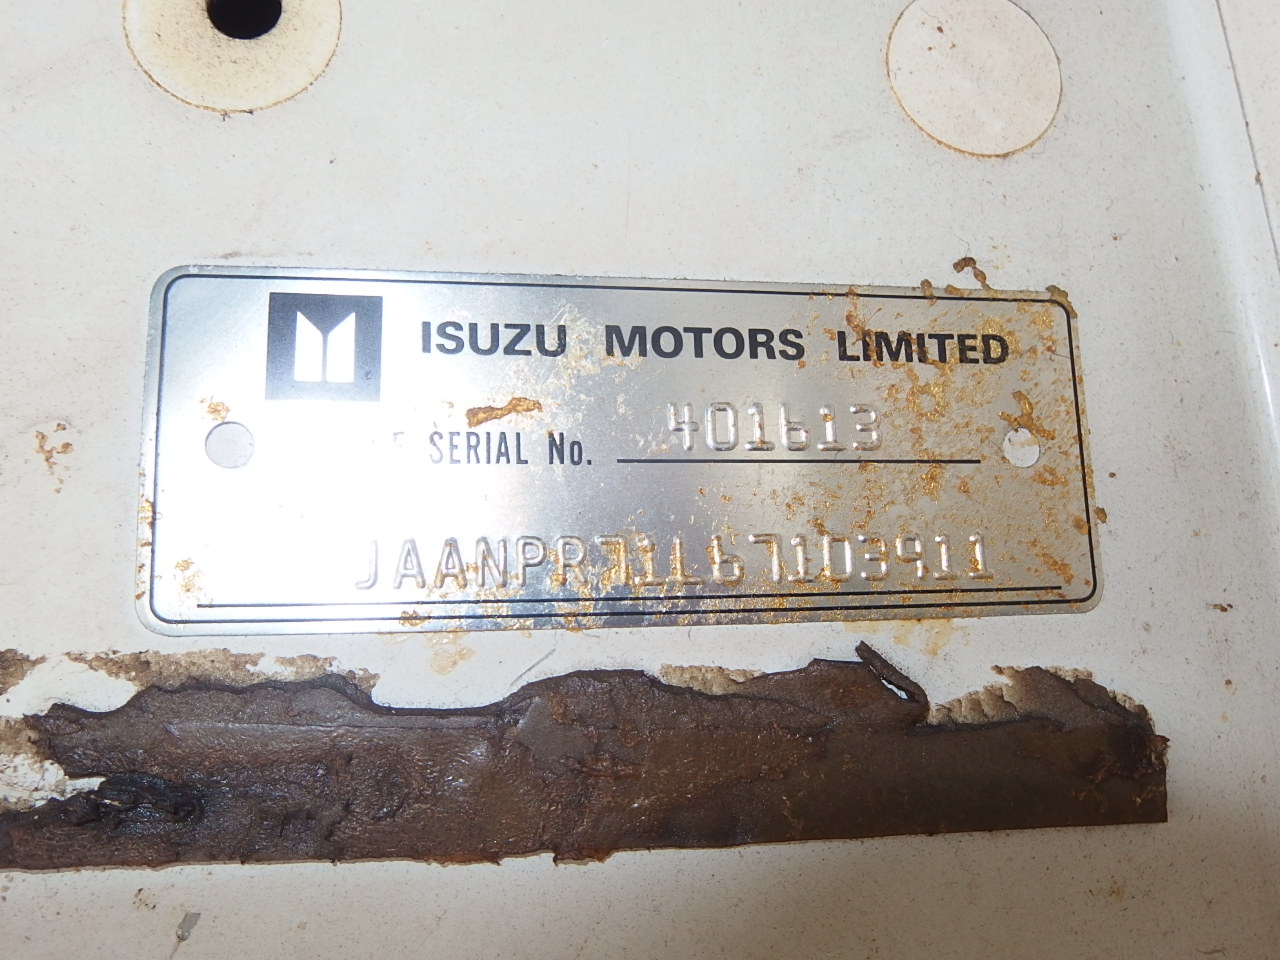 ISUZU MOTORS LIMITED
SERIAL No. 401613
JAANPR71L67103911